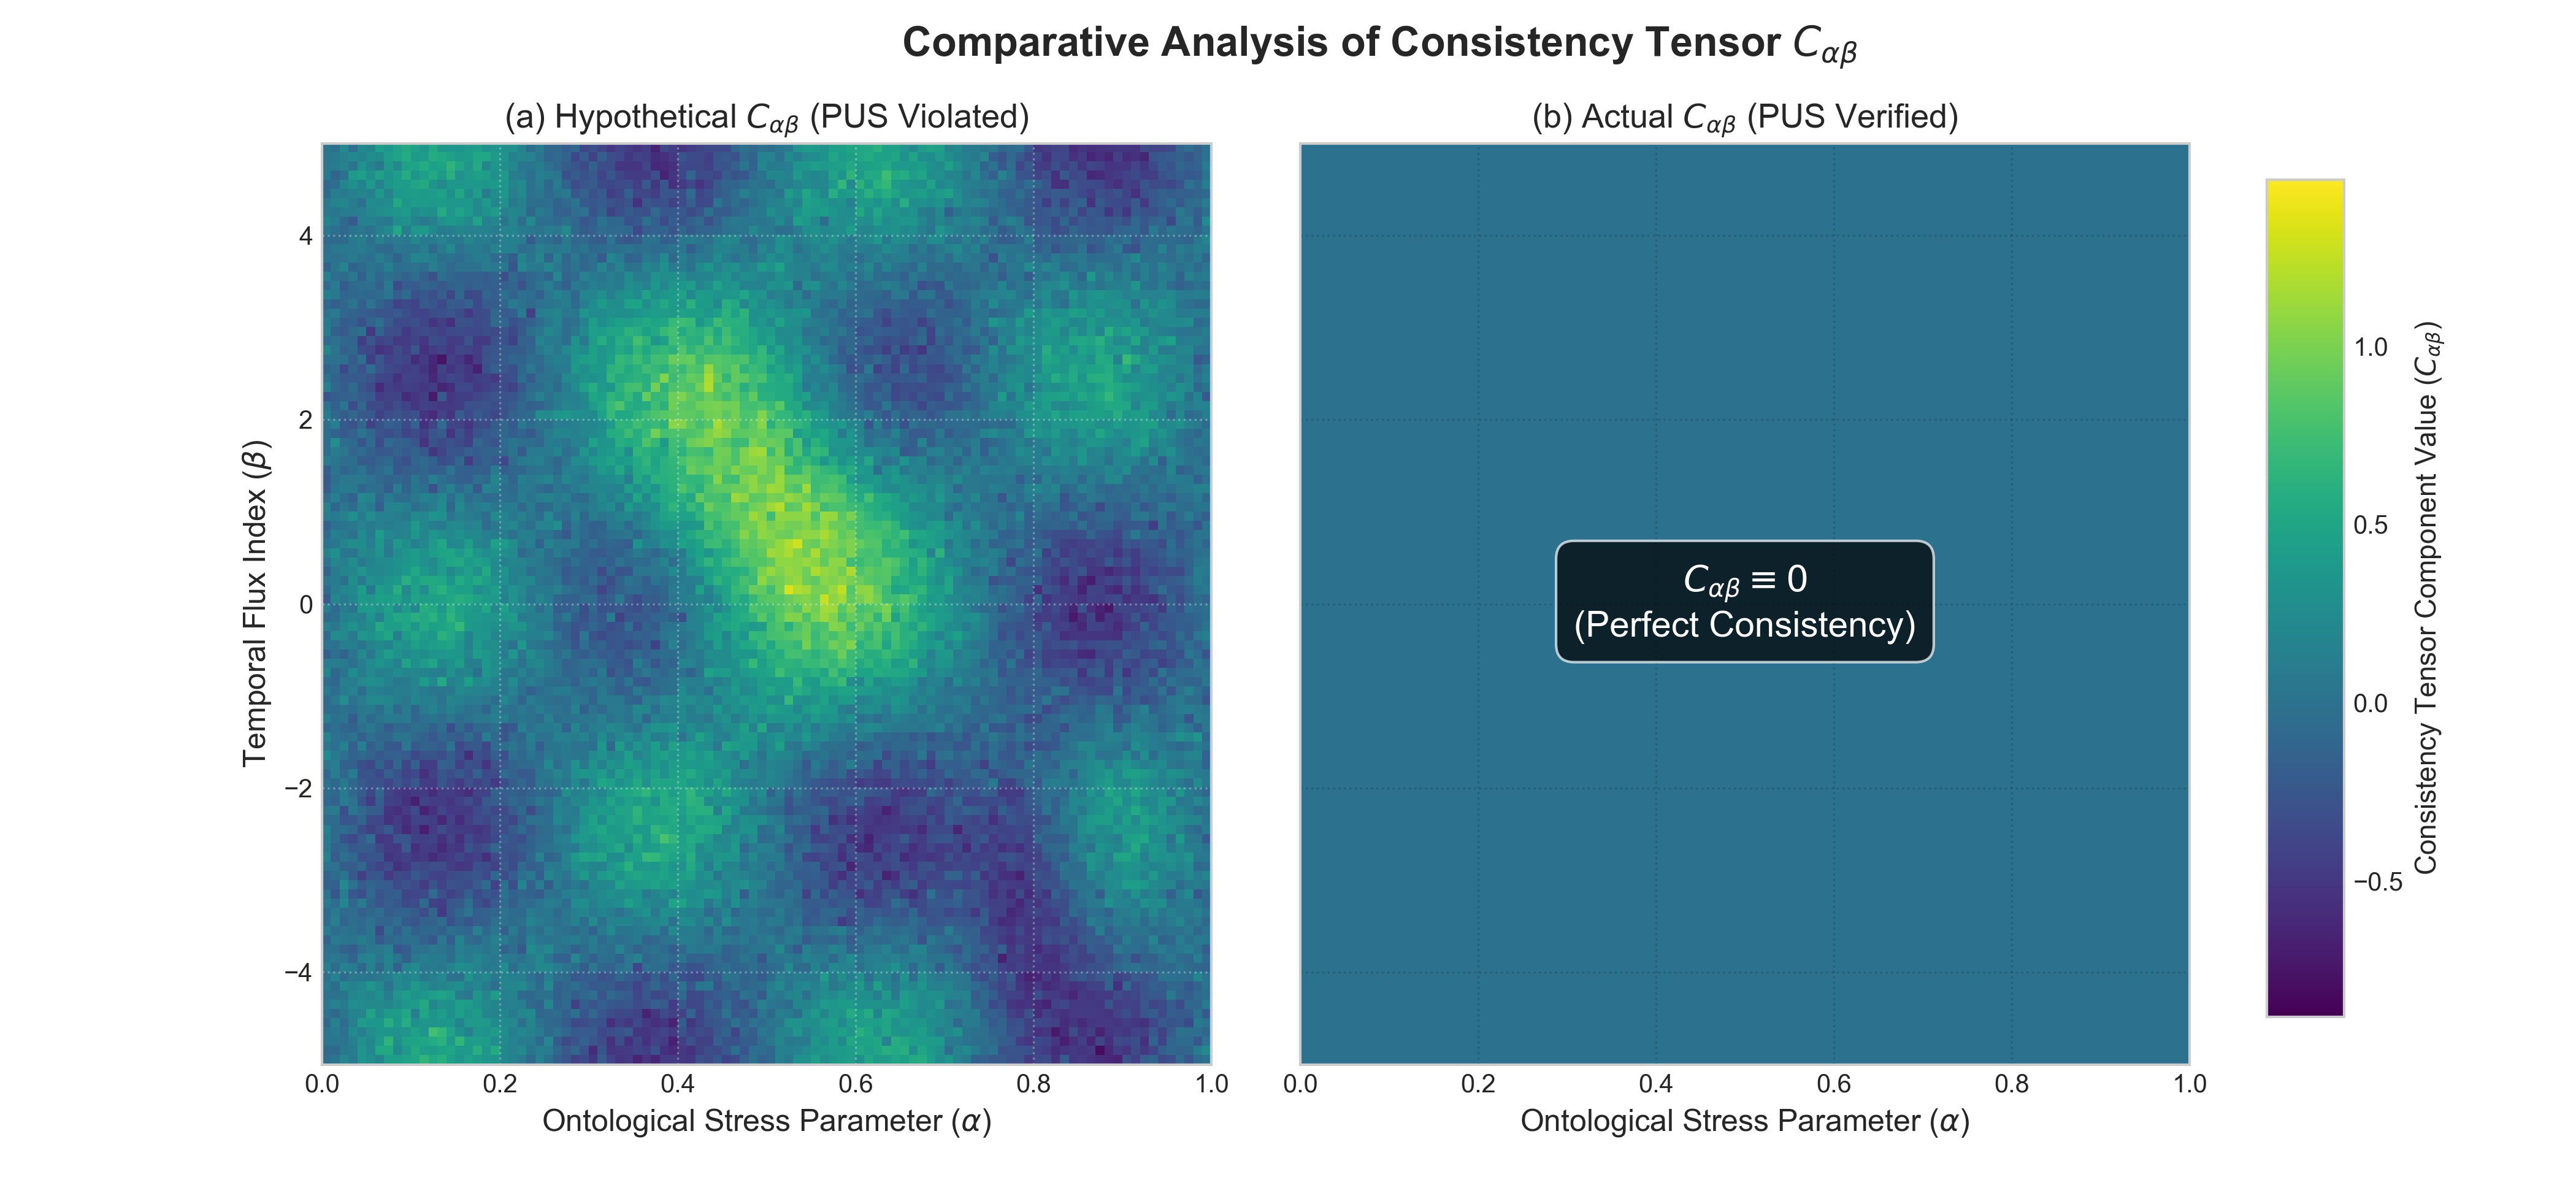 Comparative Analysis of Consistency Tensor Cαβ
(a) Hypothetical Cαβ (PUS Violated)
(b) Actual Cαβ (PUS Verified)
Temporal Flux Index (β)
4
2
0
−2
−4
0.0 0.2 0.4 0.6 0.8 1.0
Ontological Stress Parameter (α)
Cαβ ≡ 0
(Perfect Consistency)
0.0 0.2 0.4 0.6 0.8 1.0
Ontological Stress Parameter (α)
1.0
0.5
0.0
−0.5
Consistency Tensor Component Value (Cαβ)